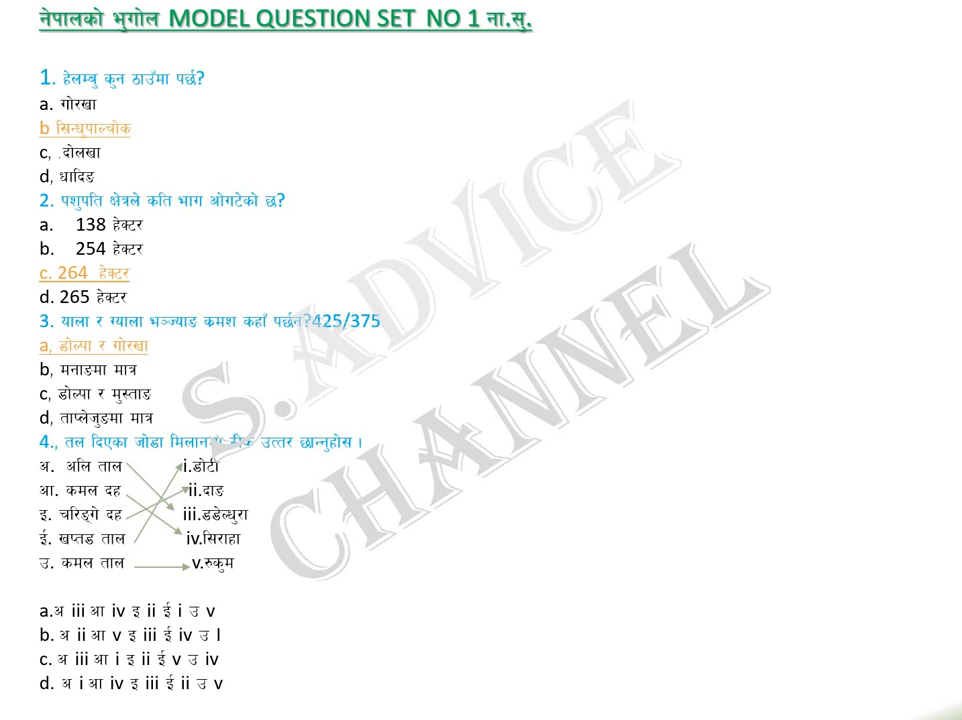 नेपालको भुगोल MODEL QUESTION SET NO 1 ना.सु.
1. हेलम्बु कुन ठाउँमा पर्छ?
a. गोरखा
b सिन्धुपाल्चोक
c, .दोलखा
d, धादिङ
2. पशुपति क्षेत्रले कति भाग ओगटेको छ?
a. 138 हेक्टर
b. 254 हेक्टर
c. 264 हेक्टर
d. 265 हेक्टर
3. याला र ग्याला भञ्ज्याङ कमश कहाँ पर्छन?425/375
a, डोल्पा र गोरखा
b, मनाङमा मात्र
c, डोल्पा र मुस्ताङ
d, ताप्लेजुङमा मात्र
4., तल दिएका जोडा मिलान उत्तर छान्नुहोस ।
अ. अलि ताल i.डोटी
आ. कमल दह ii.दाङ
इ. चरिङ्गे दह iii.डडेल्धुरा
ई. खप्तड ताल iv.सिराहा
उ. कमल ताल v.रुकुम
a.अ iii आ iv इ ii ई i उ v
b. अ ii आ v इ iii ई iv उ I
c. अ iii आ i इ ii ई v उ iv
d. अ i आ iv इ iii ई ii उ v
S.ADVICE
CHANNEL